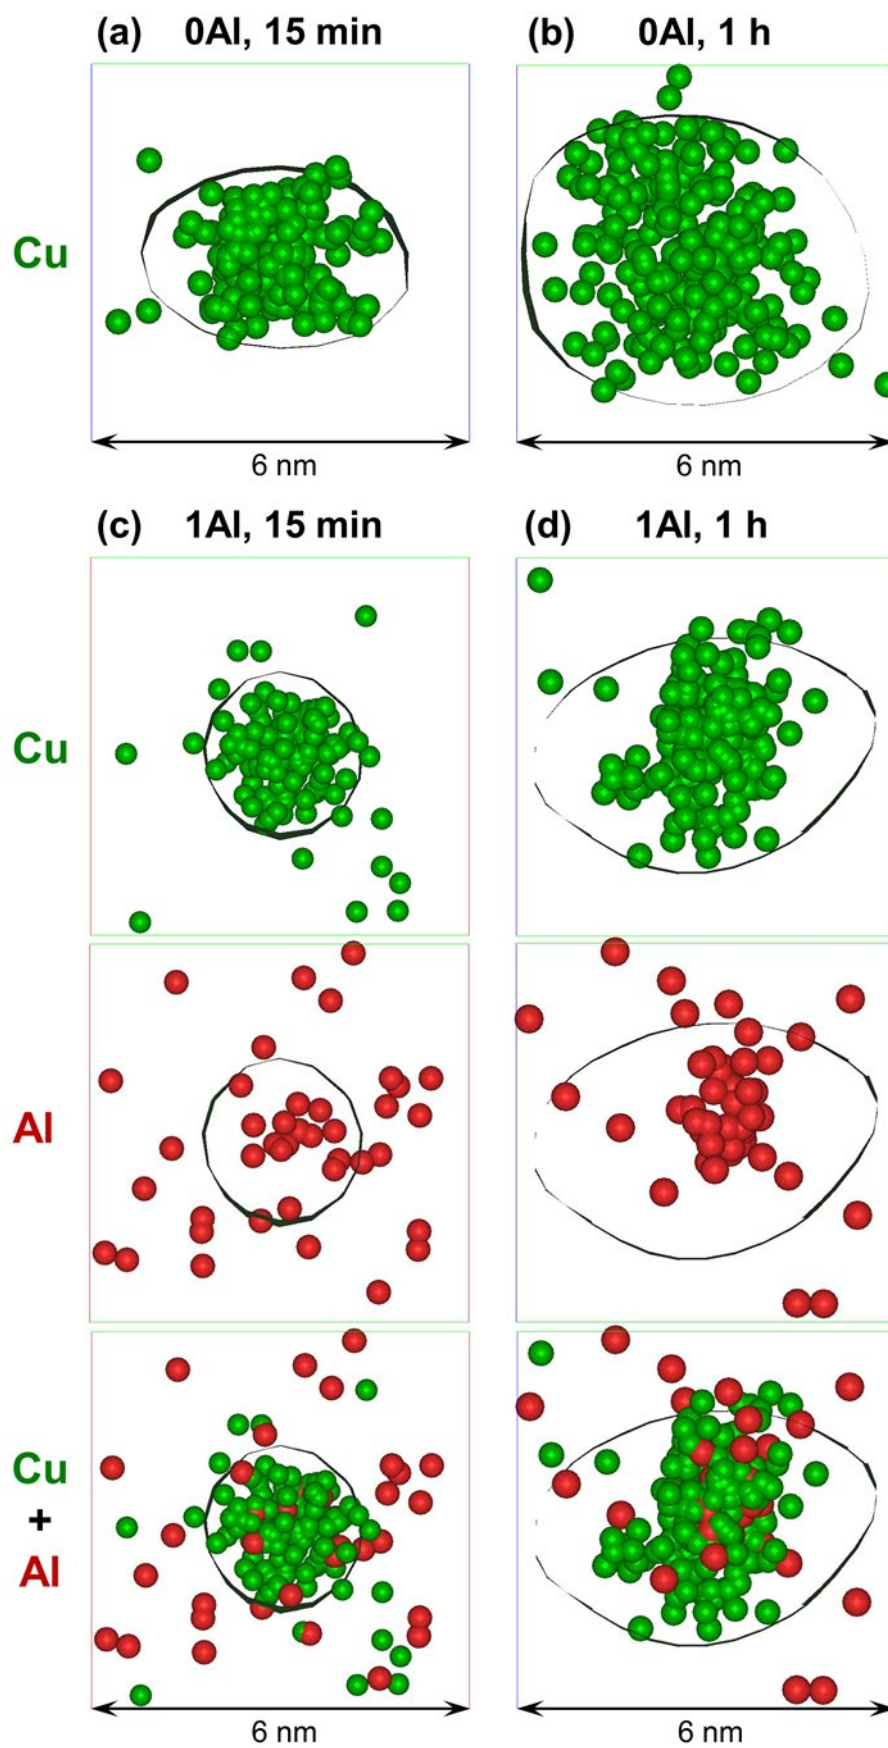 (a) 0Al, 15 min
(b) 0Al, 1 h
Cu
6 nm
6 nm
(c) 1Al, 15 min
(d) 1Al, 1 h
Cu
Al
Cu
+
Al
6 nm
6 nm